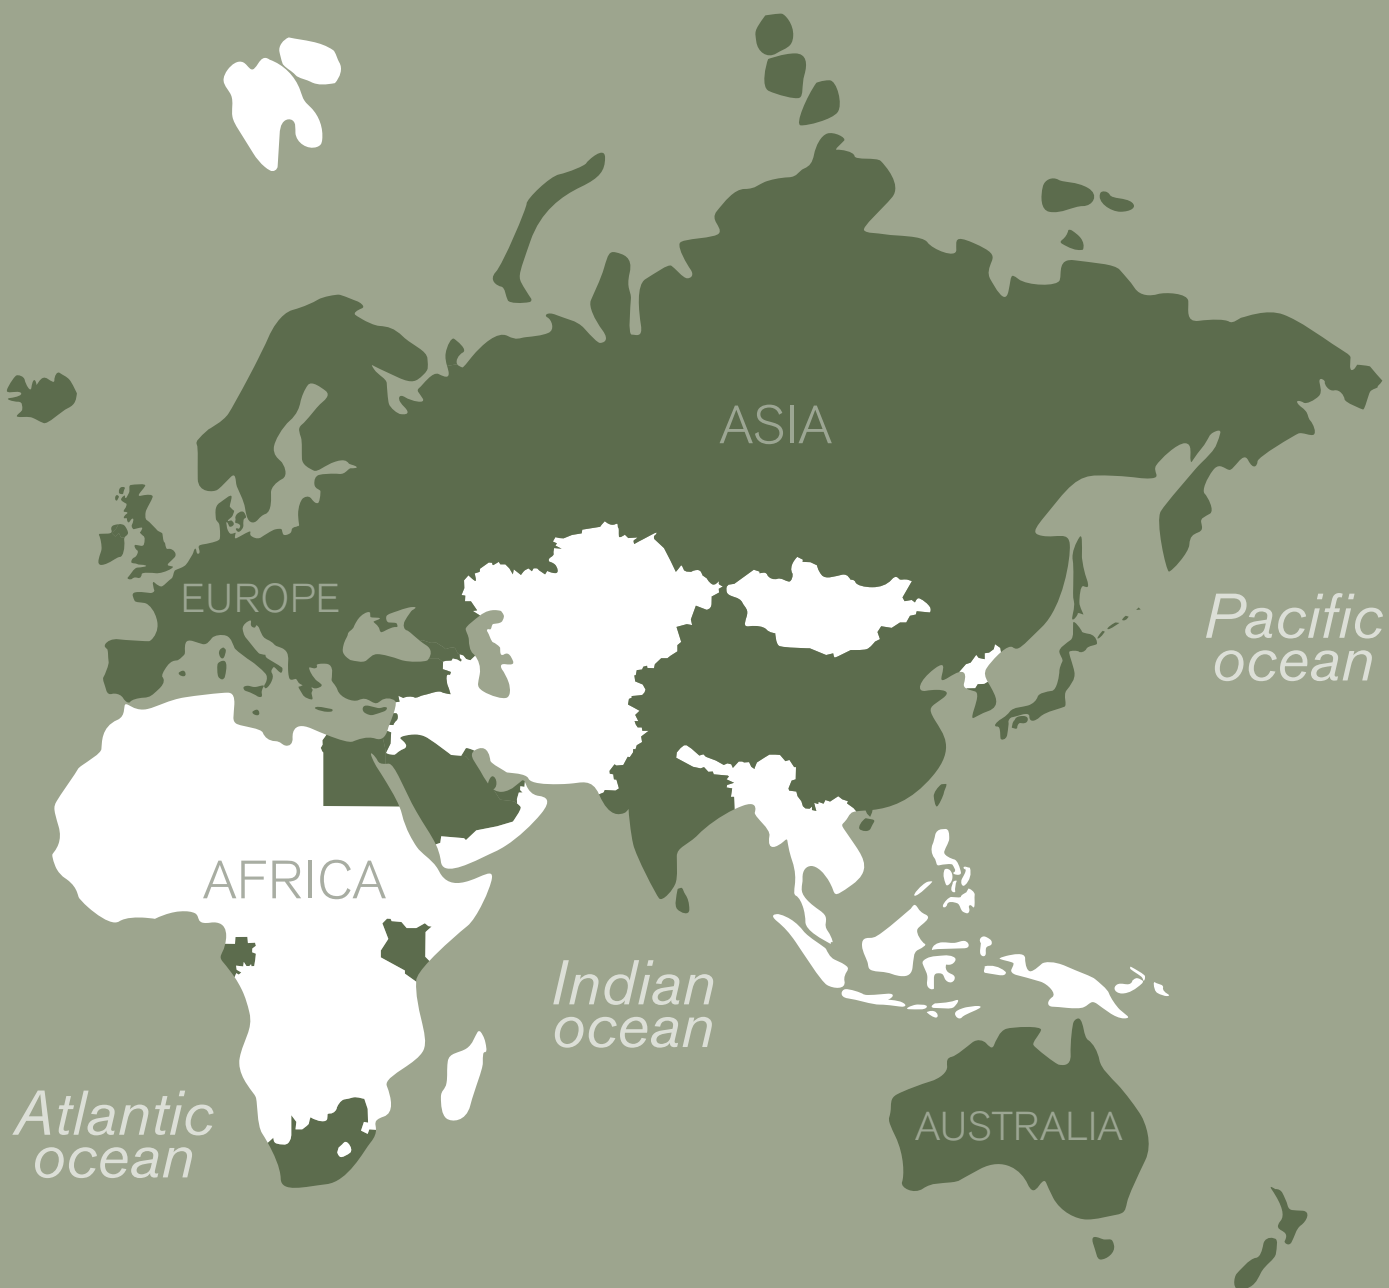 ASIA
EUROPE
Pacific
ocean
AFRICA
Indian
ocean
Atlantic
ocean
AUSTRALIA